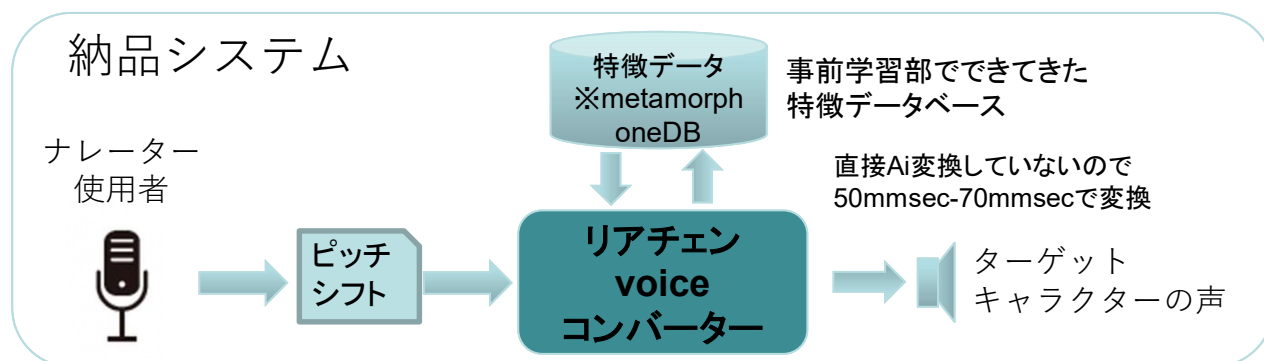 納品システム
特徴データ
※metamorph
oneDB
事前学習部でできてきた
特徴データベース
ナレーター
使用者
直接Ai変換していないので
50mmsec-70mmsecで変換
ピッチ
シフト
リアチェン
voice
コンバーター
ターゲット
キャラクターの声